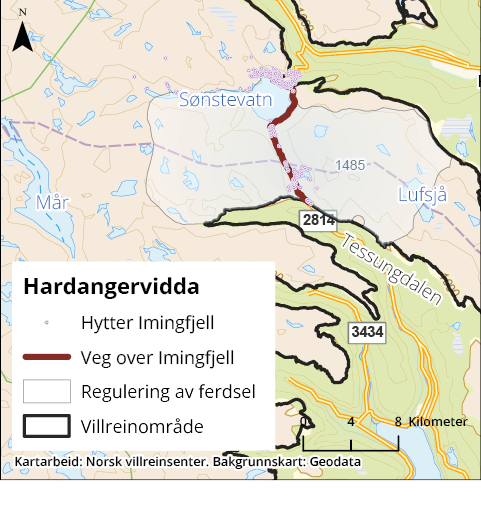 N
Sønstevatn
1485
Mår
Lufsjå
2814
Tessungdalen
Hardangervidda
Hytter Imingfjell
3434
Veg over Imingfjell
Regulering av ferdsel
Villreinområde
0 4 8 Kilometer
Kartarbeid: Norsk villreinsenter. Bakgrunnskart: Geodata